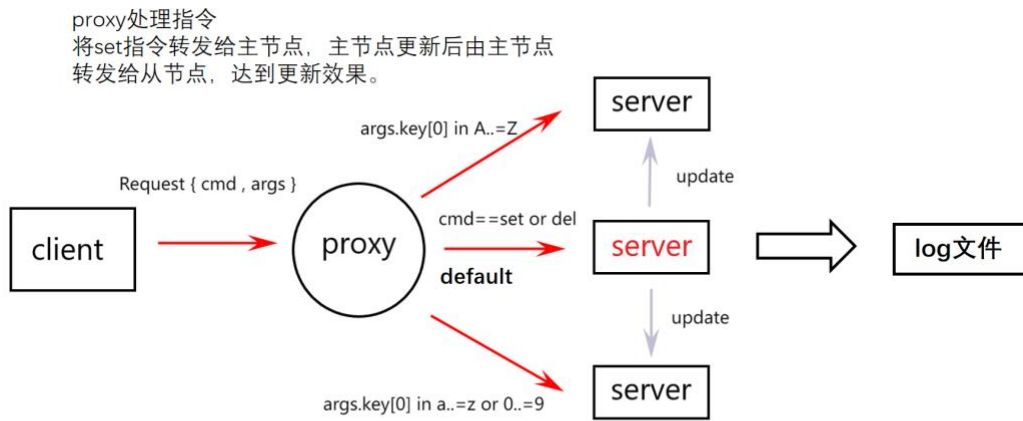 proxy处理指令
将set指令转发给主节点，主节点更新后由主节点
转发给从节点，达到更新效果。
server
args.key[0] in A..=Z
update
Request { cmd , args }
client
proxy
cmd==set or del
default
server
log文件
update
server
args.key[0] in a..=z or 0..=9